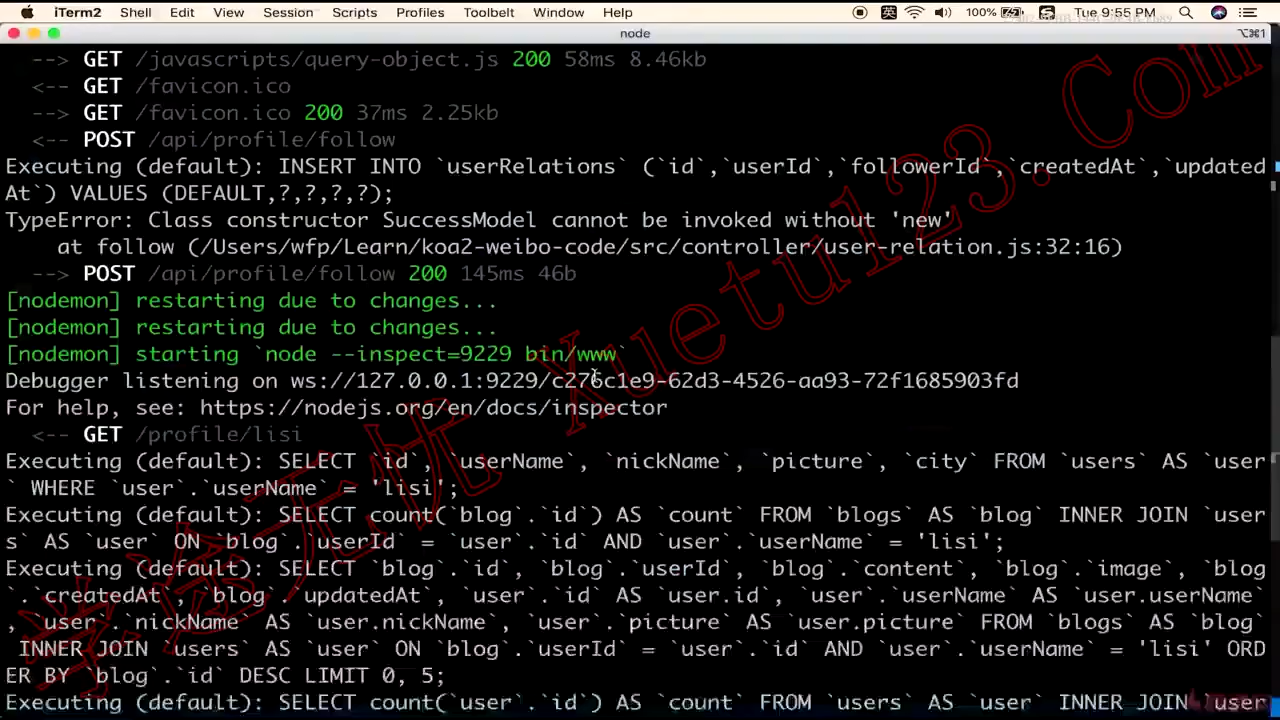 iTerm2 Shell Edit View Session Scripts Profiles Toolbelt Window Help 英 100% Tue 9:55 PM
node ⌥⌘1
--> GET /javascripts/query-object.js 200 58ms 8.46kb
<-- GET /favicon.ico
--> GET /favicon.ico 200 37ms 2.25kb
<-- POST /api/profile/follow
Executing (default): INSERT INTO `userRelations` (`id`,`userId`,`followerId`,`createdAt`,`updated
At`) VALUES (DEFAULT,?,?,?,?);
TypeError: Class constructor SuccessModel cannot be invoked without 'new'
at follow (/Users/wfp/Learn/koa2-weibo-code/src/controller/user-relation.js:32:16)
--> POST /api/profile/follow 200 145ms 46b
[nodemon] restarting due to changes...
[nodemon] restarting due to changes...
[nodemon] starting `node --inspect=9229 bin/www`
Debugger listening on ws://127.0.0.1:9229/c276c1e9-62d3-4526-aa93-72f1685903fd
For help, see: https://nodejs.org/en/docs/inspector
<-- GET /profile/lisi
Executing (default): SELECT `id`, `userName`, `nickName`, `picture`, `city` FROM `users` AS `user
` WHERE `user`.`userName` = 'lisi';
Executing (default): SELECT count(`blog`.`id`) AS `count` FROM `blogs` AS `blog` INNER JOIN `user
s` AS `user` ON `blog`.`userId` = `user`.`id` AND `user`.`userName` = 'lisi';
Executing (default): SELECT `blog`.`id`, `blog`.`userId`, `blog`.`content`, `blog`.`image`, `blog
`.`createdAt`, `blog`.`updatedAt`, `user`.`id` AS `user.id`, `user`.`userName` AS `user.userName`
, `user`.`nickName` AS `user.nickName`, `user`.`picture` AS `user.picture` FROM `blogs` AS `blog`
INNER JOIN `users` AS `user` ON `blog`.`userId` = `user`.`id` AND `user`.`userName` = 'lisi' ORD
ER BY `blog`.`id` DESC LIMIT 0, 5;
Executing (default): SELECT count(`user`.`id`) AS `count` FROM `users` AS `user` INNER JOIN `user
学途无忧 Xuetu123.Com